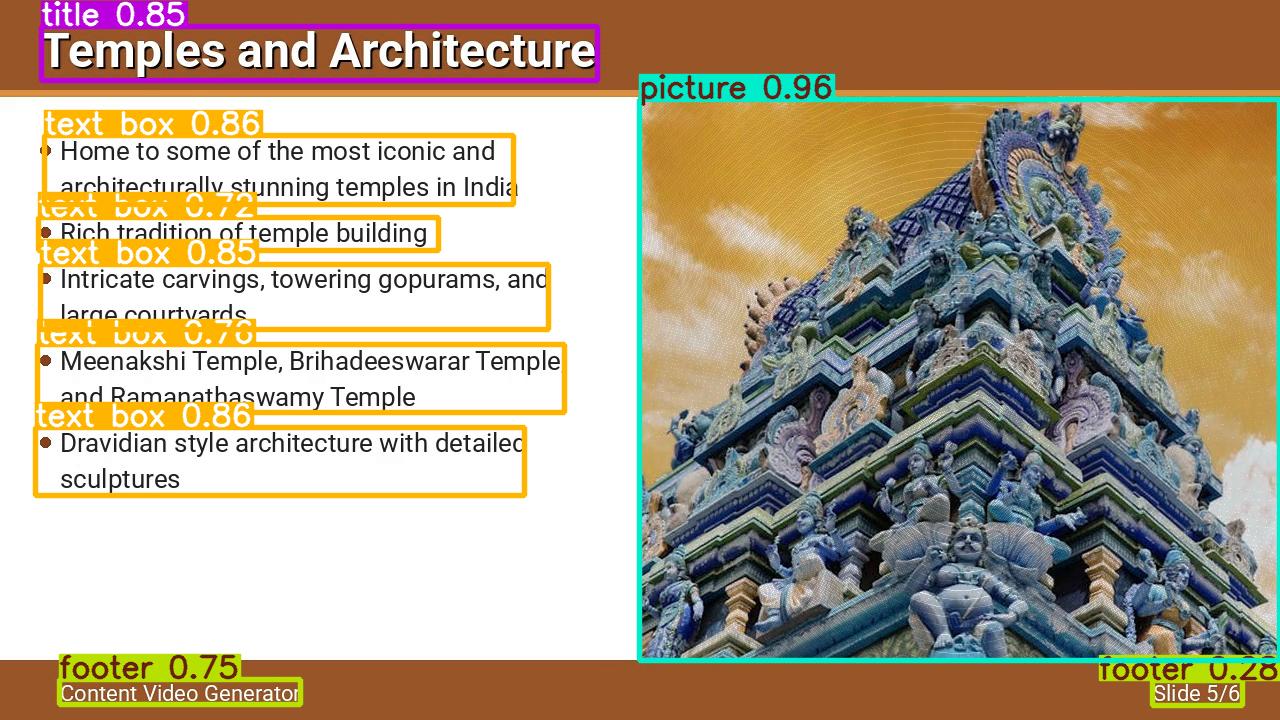 title 0.85
Temples and Architecture
picture 0.96
text box 0.86
Home to some of the most iconic and
architecturally stunning temples in India
text box 0.72
Rich tradition of temple building
text box 0.85
Intricate carvings, towering gopurams, and
large courtyards
text box 0.76
Meenakshi Temple, Brihadeeswarar Temple,
and Ramanathaswamy Temple
text box 0.86
Dravidian style architecture with detailed
sculptures
footer 0.75
Content Video Generator
footer 0.28
Slide 5/6